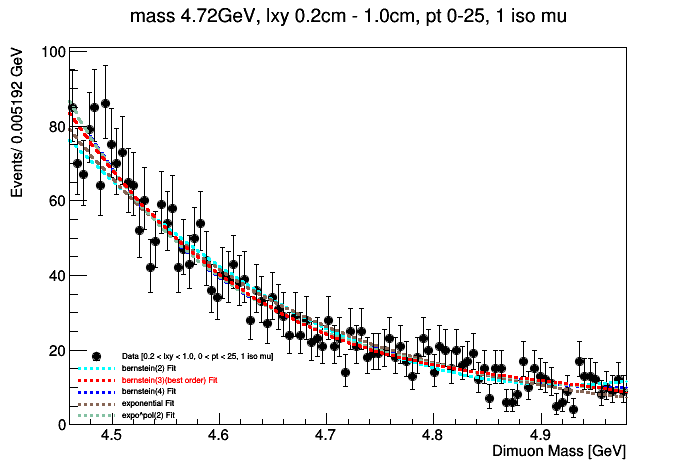 mass 4.72GeV, lxy 0.2cm - 1.0cm, pt 0-25, 1 iso mu
Events/ 0.005192 GeV
100
80
60
40
20
0
Data [0.2 < lxy < 1.0, 0 < pt < 25, 1 iso mu]
bernstein(2) Fit
bernstein(3)(best order) Fit
bernstein(4) Fit
exponential Fit
expo*pol(2) Fit
4.5 4.6 4.7 4.8 4.9
Dimuon Mass [GeV]